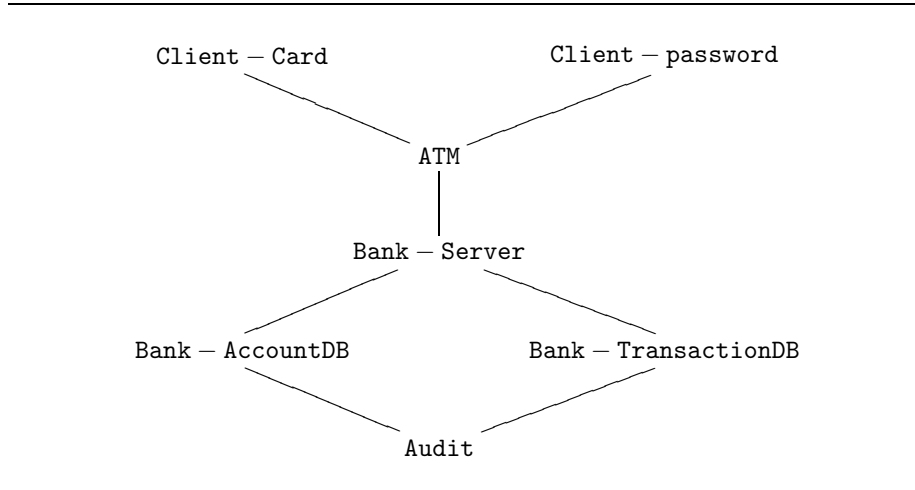 Client – Card
Client – password
ATM
Bank – Server
Bank – AccountDB
Bank – TransactionDB
Audit